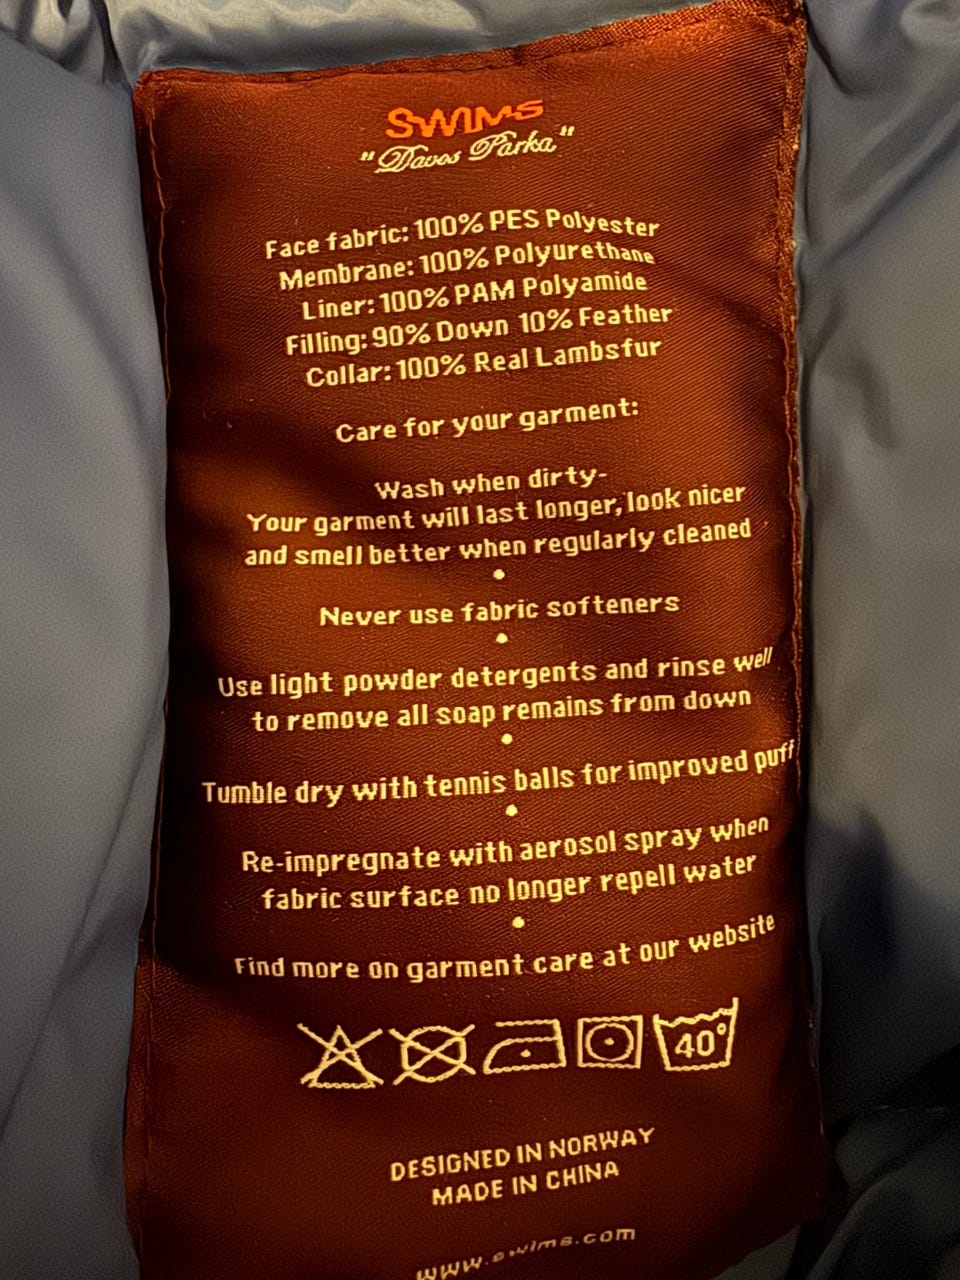 SWIMS
"Davos Parka"
Face fabric: 100% PES Polyester
Membrane: 100% Polyurethane
Liner: 100% PAM Polyamide
Filling: 90% Down 10% Feather
Collar: 100% Real Lambsfur
Care for your garment:
Wash when dirty-
Your garment will last longer, look nicer
and smell better when regularly cleaned
•
Never use fabric softeners
•
Use light powder detergents and rinse well
to remove all soap remains from down
•
Tumble dry with tennis balls for improved puff
•
Re-impregnate with aerosol spray when
fabric surface no longer repell water
•
Find more on garment care at our website
40°
DESIGNED IN NORWAY
MADE IN CHINA
www.swims.com